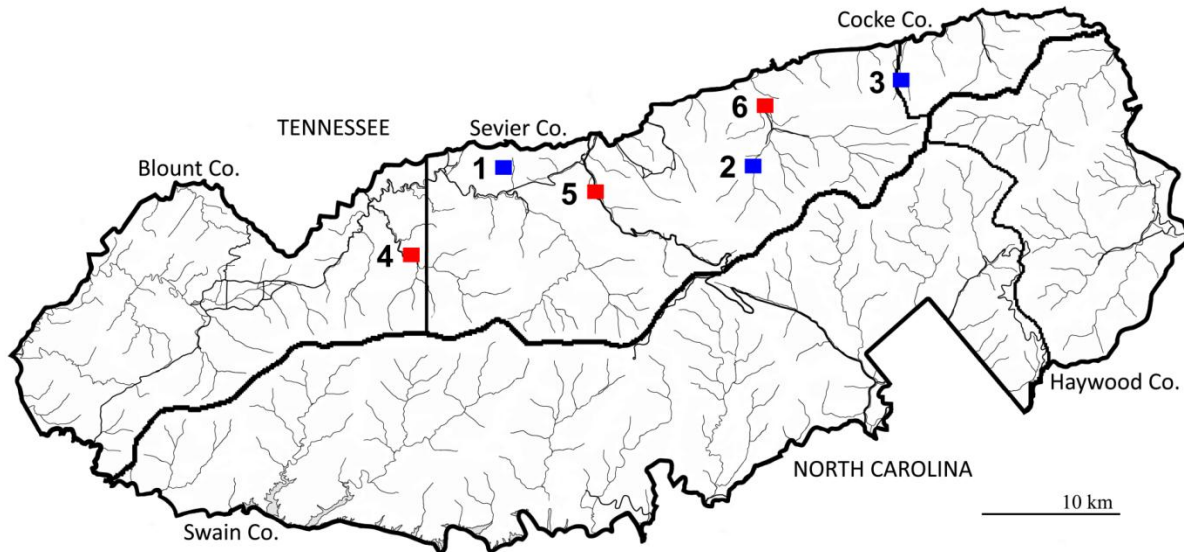 Cocke Co.
3
6
TENNESSEE
Sevier Co.
Blount Co.
1
2
5
4
Haywood Co.
NORTH CAROLINA
10 km
Swain Co.